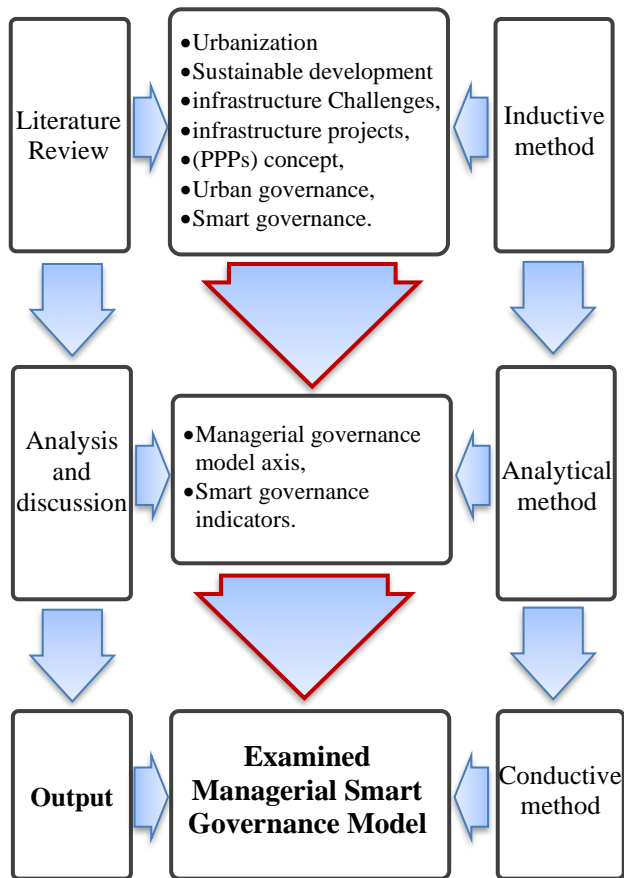 Literature
Review
•Urbanization
•Sustainable development
•infrastructure Challenges,
•infrastructure projects,
•(PPPs) concept,
•Urban governance,
•Smart governance.
Inductive
method
Analysis
and
discussion
•Managerial governance
model axis,
•Smart governance
indicators.
Analytical
method
Output
Examined
Managerial Smart
Governance Model
Conductive
method